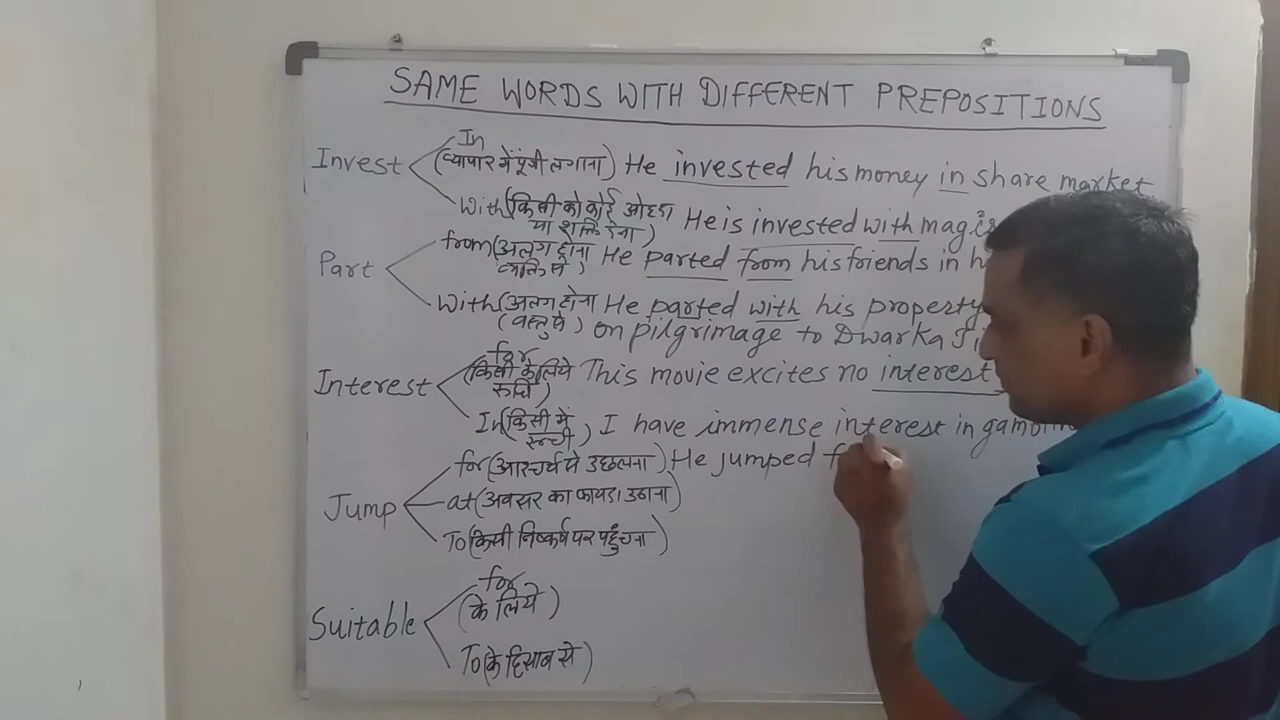 SAME WORDS WITH DIFFERENT PREPOSITIONS
Invest
In
(व्यापार में पूंजी लगाना) He invested his money in share market
With (किसी को कोई ओहदा
या शक्ति देना) He is invested with
Part
from (अलग होना
व्यक्ति से) He parted from his friends in
With (अलग होना He parted with his property
(वस्तु से) on pilgrimage to Dwarka
Interest
for
(किसी के लिये This movie excites no interest
रूचि)
In (किसी में
रूची) I have immense interest in
Jump
for (आश्चर्य से उछलना) He jumped
at (अवसर का फायदा उठाना)
To (किसी निष्कर्ष पर पहुँचना)
Suitable
for
(के लिये)
To (के हिसाब से)